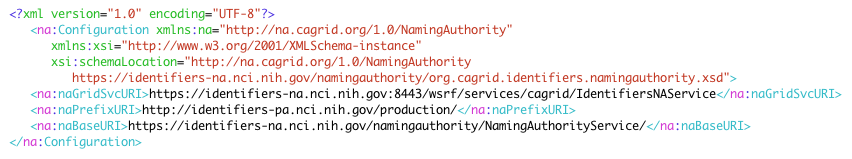 <?xml version="1.0" encoding="UTF-8"?>
<na:Configuration xmlns:na="http://na.cagrid.org/1.0/NamingAuthority"
xmlns:xsi="http://www.w3.org/2001/XMLSchema-instance"
xsi:schemaLocation="http://na.cagrid.org/1.0/NamingAuthority
https://identifiers-na.nci.nih.gov/namingauthority/org.cagrid.identifiers.namingauthority.xsd">
<na:naGridSvcURI>https://identifiers-na.nci.nih.gov:8443/wsrf/services/cagrid/IdentifiersNAService</na:naGridSvcURI>
<na:naPrefixURI>http://identifiers-pa.nci.nih.gov/production/</na:naPrefixURI>
<na:naBaseURI>https://identifiers-na.nci.nih.gov/namingauthority/NamingAuthorityService/</na:naBaseURI>
</na:Configuration>